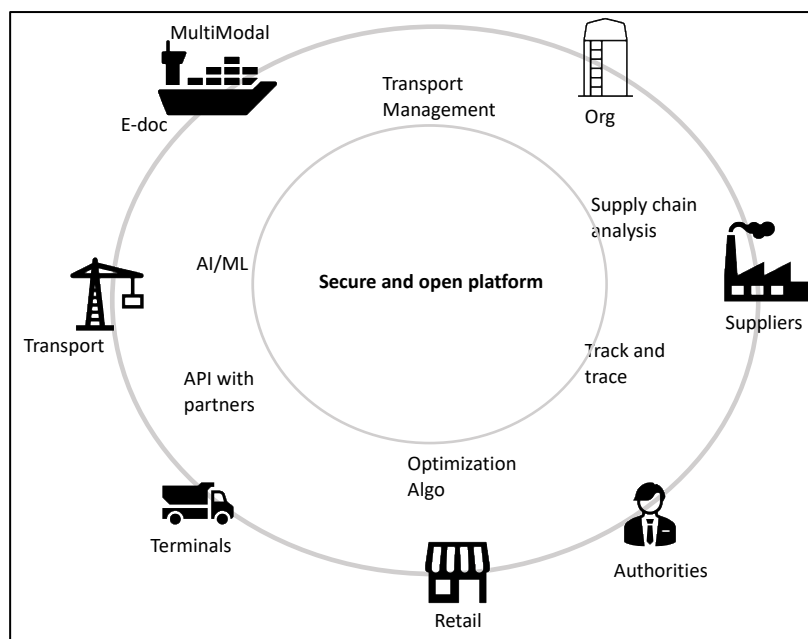 MultiModal
E-doc
Transport
Management
Org
Supply chain
analysis
AI/ML
Secure and open platform
Suppliers
Transport
Track and
trace
API with
partners
Optimization
Algo
Terminals
Authorities
Retail